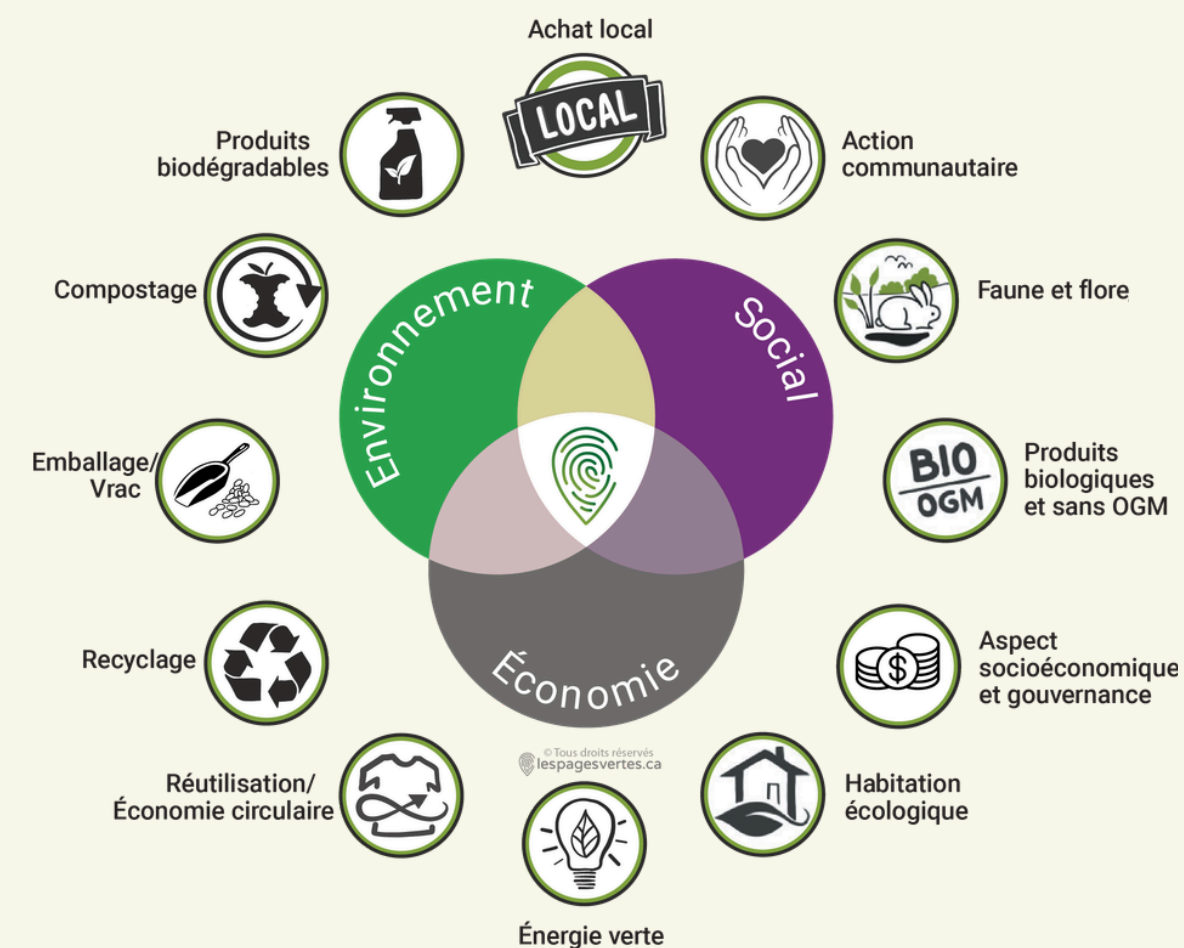 Achat local
LOCAL
Produits
biodégradables
Action
communautaire
Compostage
Faune et flore
Environnement
Social
Emballage/
Vrac
BIO
OGM
Produits
biologiques
et sans OGM
Recyclage
Économie
$
Aspect
socioéconomique
et gouvernance
© Tous droits réservés
lespagesvertes.ca
Réutilisation/
Économie circulaire
Habitation
écologique
Énergie verte